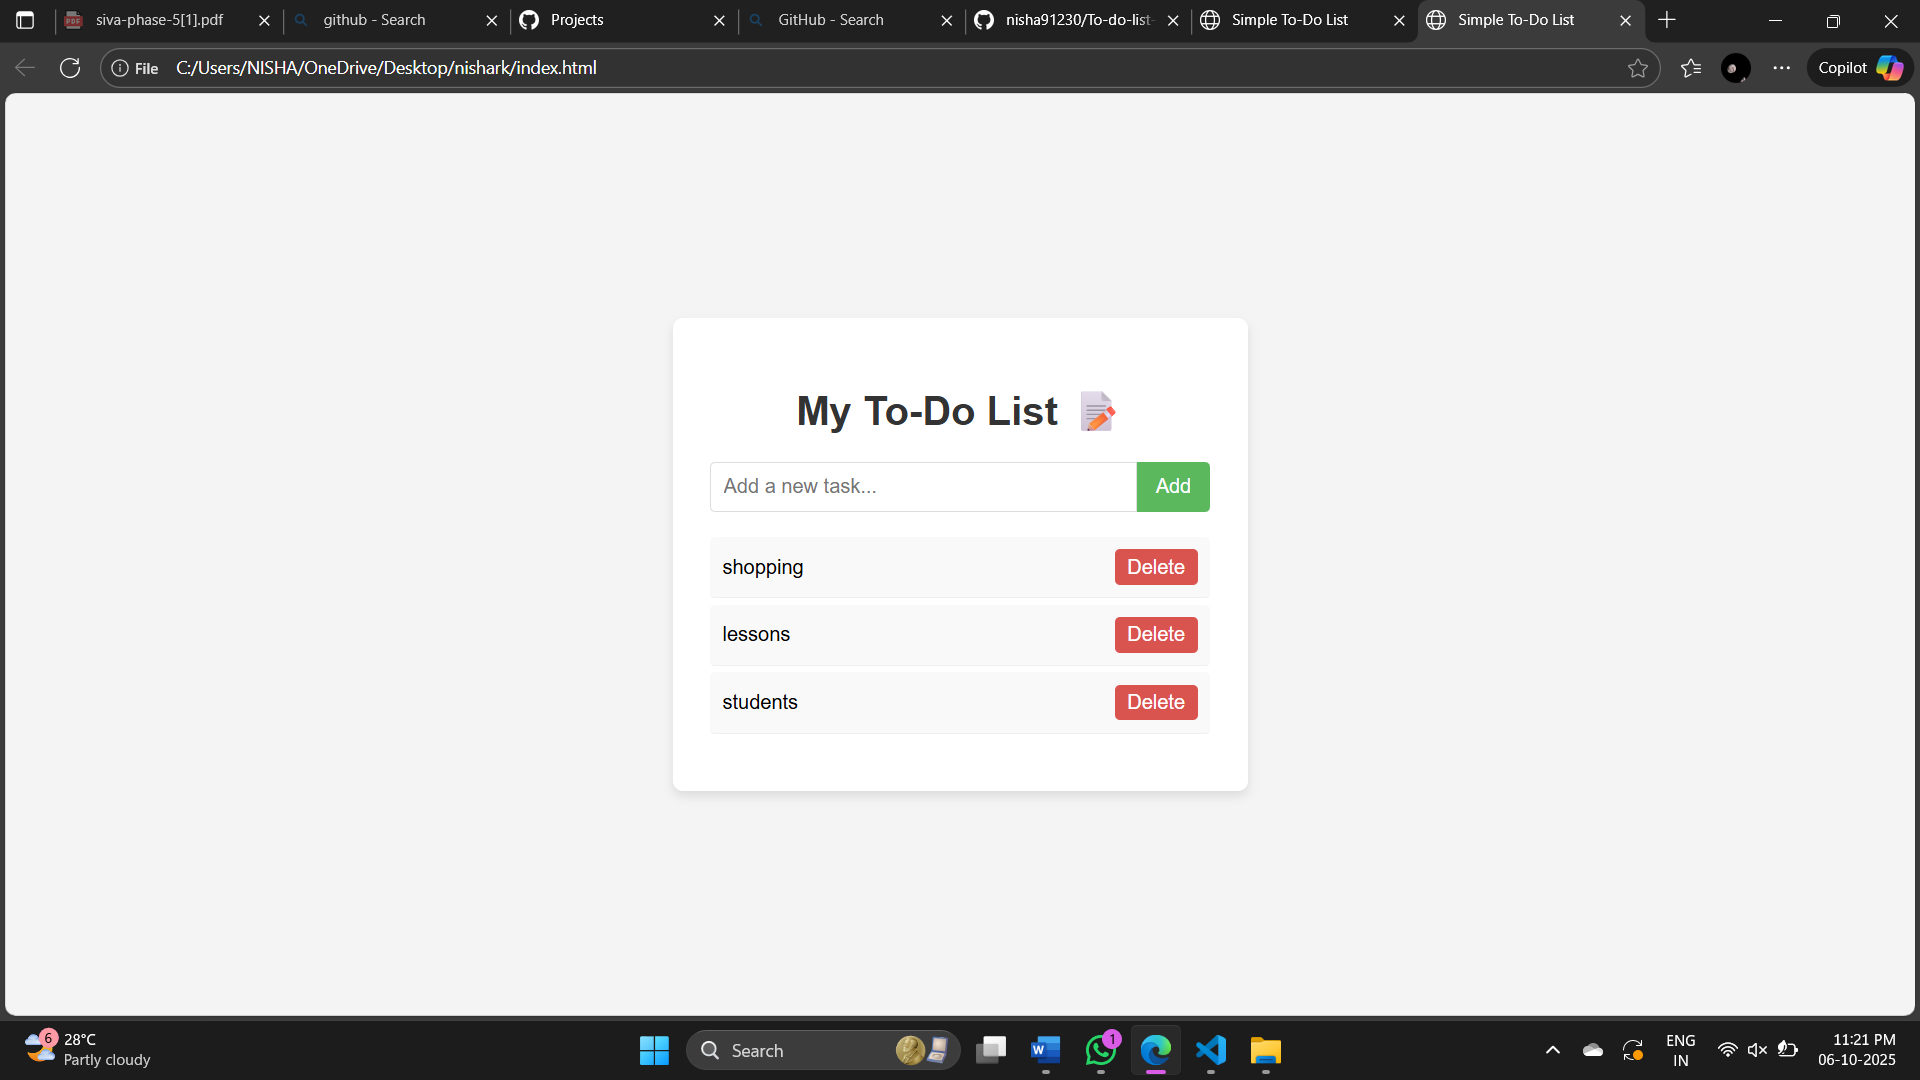 siva-phase-5[1].pdf
github - Search
Projects
GitHub - Search
nisha91230/To-do-list-
Simple To-Do List
Simple To-Do List
File
C:/Users/NISHA/OneDrive/Desktop/nishark/index.html
Copilot
My To-Do List
Add a new task...
Add
shopping
Delete
lessons
Delete
students
Delete
6
28°C
Partly cloudy
Search
1
ENG
IN
11:21 PM
06-10-2025